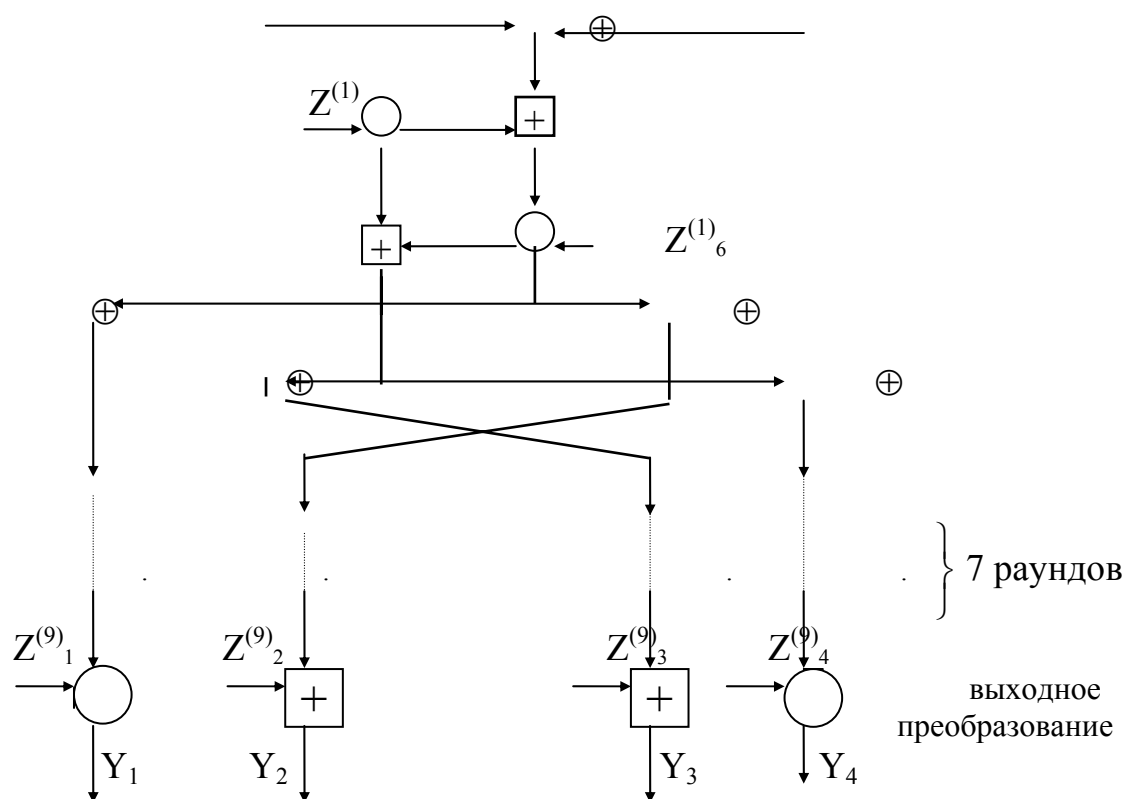 Z(1)
+
Z(1)6
+
7 раундов
Z(9)1 Z(9)2 Z(9)3 Z(9)4
+ +
выходное
преобразование
Y1 Y2 Y3 Y4